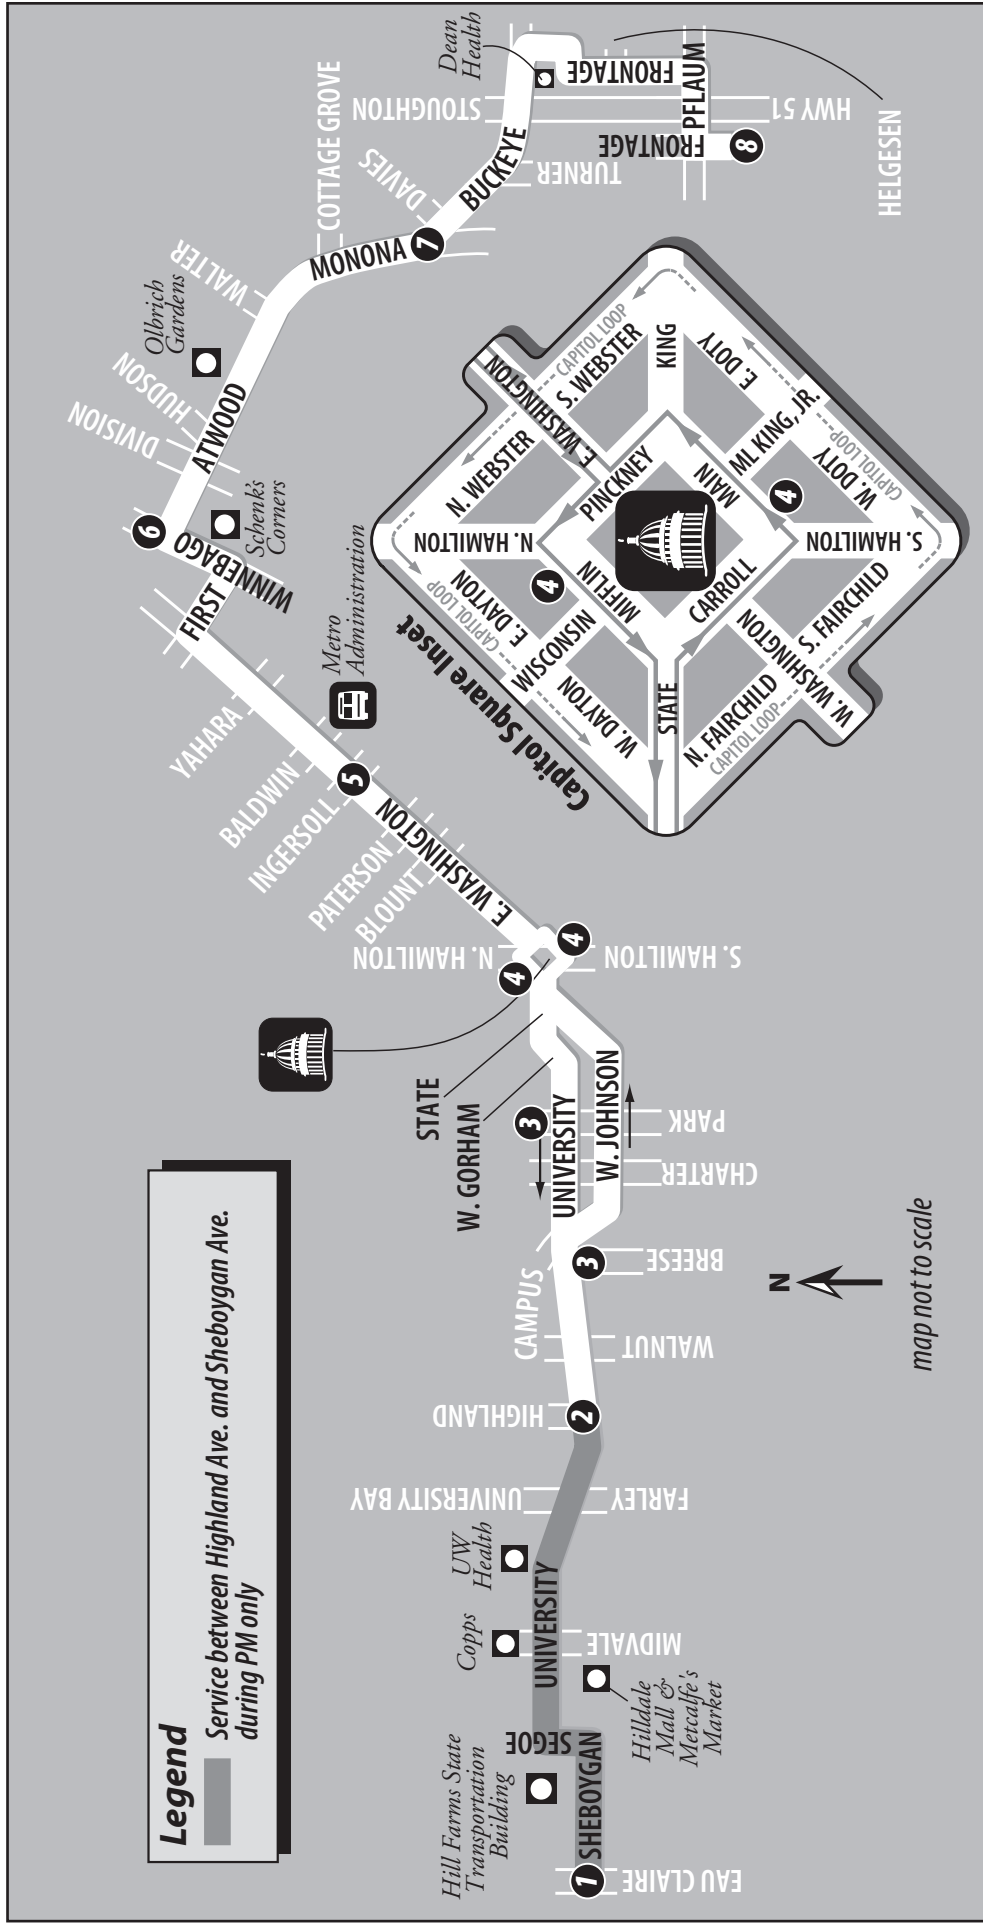 Legend
Service between Highland Ave. and Sheboygan Ave.
during PM only
Hill Farms State
Transportation
Building
Copps
UW
Health
Hilldale
Mall &
Metcalfe's
Market
1
EAU CLAIRE
SHEBOYGAN
SEGOE
UNIVERSITY
MIDVALE
UNIVERSITY BAY
FARLEY
HIGHLAND
2
WALNUT
CAMPUS
BREESE
3
UNIVERSITY
3
W. JOHNSON
CHARTER
PARK
W. GORHAM
STATE
4
4
N. HAMILTON
S. HAMILTON
E. WASHINGTON
BLOUNT
PATERSON
5
INGERSOLL
BALDWIN
YAHARA
Metro
Administration
FIRST
WINNEBAGO
6
Schenk's
Corners
ATWOOD
DIVISION
HUDSON
Olbrich
Gardens
WALTER
COTTAGE GROVE
MONONA
7
DAVIES
BUCKEYE
TURNER
STOUGHTON
HWY 51
Dean
Health
FRONTAGE
PFLAUM
FRONTAGE
8
HELGESEN
Capitol Square Inset
W. DAYTON
WISCONSIN
E. DAYTON
CAPITOL LOOP
N. HAMILTON
N. WEBSTER
E. WASHINGTON
S. WEBSTER
CAPITOL LOOP
KING
E. DOTY
ML KING, JR.
W. DOTY
CAPITOL LOOP
S. HAMILTON
S. FAIRCHILD
W. WASHINGTON
N. FAIRCHILD
CAPITOL LOOP
STATE
MIFFLIN
PINCKNEY
MAIN
CARROLL
4
4
N
map not to scale